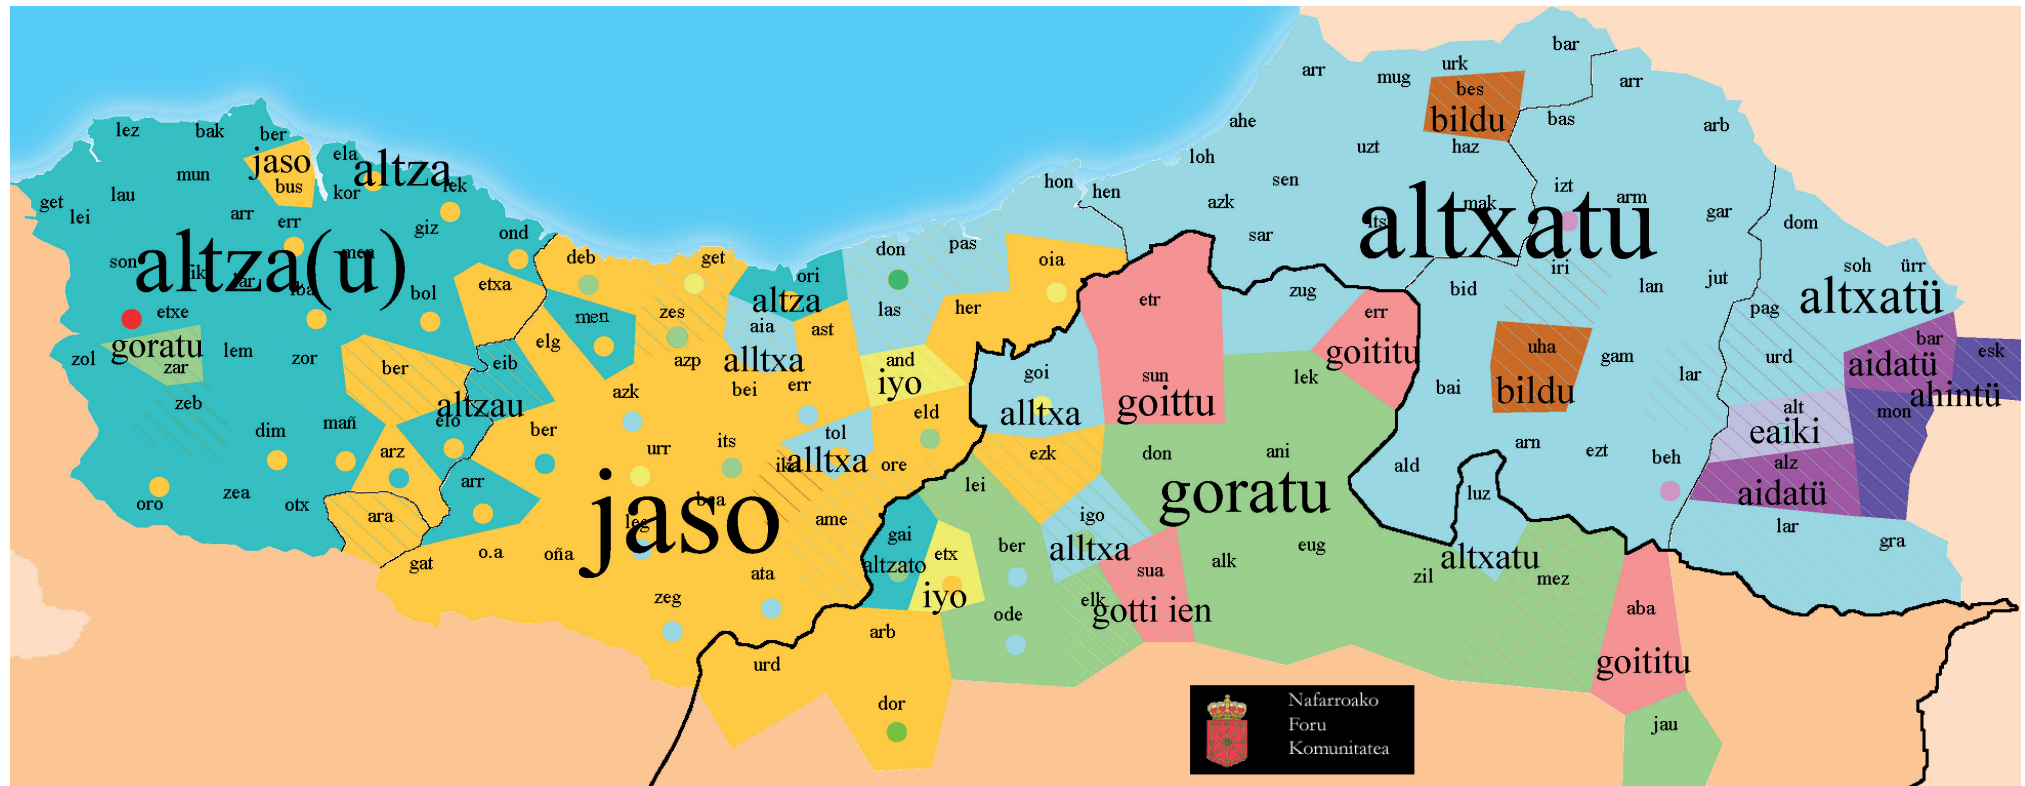 bar
arr
mug
urk
bes
bildu
arr
bas
arb
lez
bak
ber
ela
altza
lek
jaso
bus
kor
mun
lau
get
lei
arr
err
giz
ond
ahe
loh
uzt
haz
sen
hon
hen
azk
izt
arm
mak
gar
dom
altxatu
sar
altza(u)
son
men
bol
etxa
deb
get
ori
don
pas
oia
iri
bid
lan
jut
soh
ürr
altxatü
pag
etxe
goratu
zar
zol
lem
zor
ber
eib
elg
men
zes
azp
altza
aia
alltxa
ast
las
her
and
iyo
etr
zug
err
goititu
goi
alltxa
sun
goittu
lek
uha
bildu
gam
bai
lar
urd
bar
aidatü
esk
ahintü
mon
alt
eaiki
alz
aidatü
zeb
dim
mañ
arz
altzau
elo
azk
bei
err
eld
tol
alltxa
ber
urr
its
ore
ezk
don
ani
goratu
ald
arn
ezt
beh
luz
oro
zea
otx
ara
arr
jaso
ame
lei
igo
alltxa
lar
gra
gat
o.a
oña
ata
zeg
gai
altzato
etx
iyo
ber
ode
elk
sua
gotti ien
alk
eug
zil
altxatu
mez
aba
goititu
arb
urd
dor
jau
Nafarroako
Foru
Komunitatea